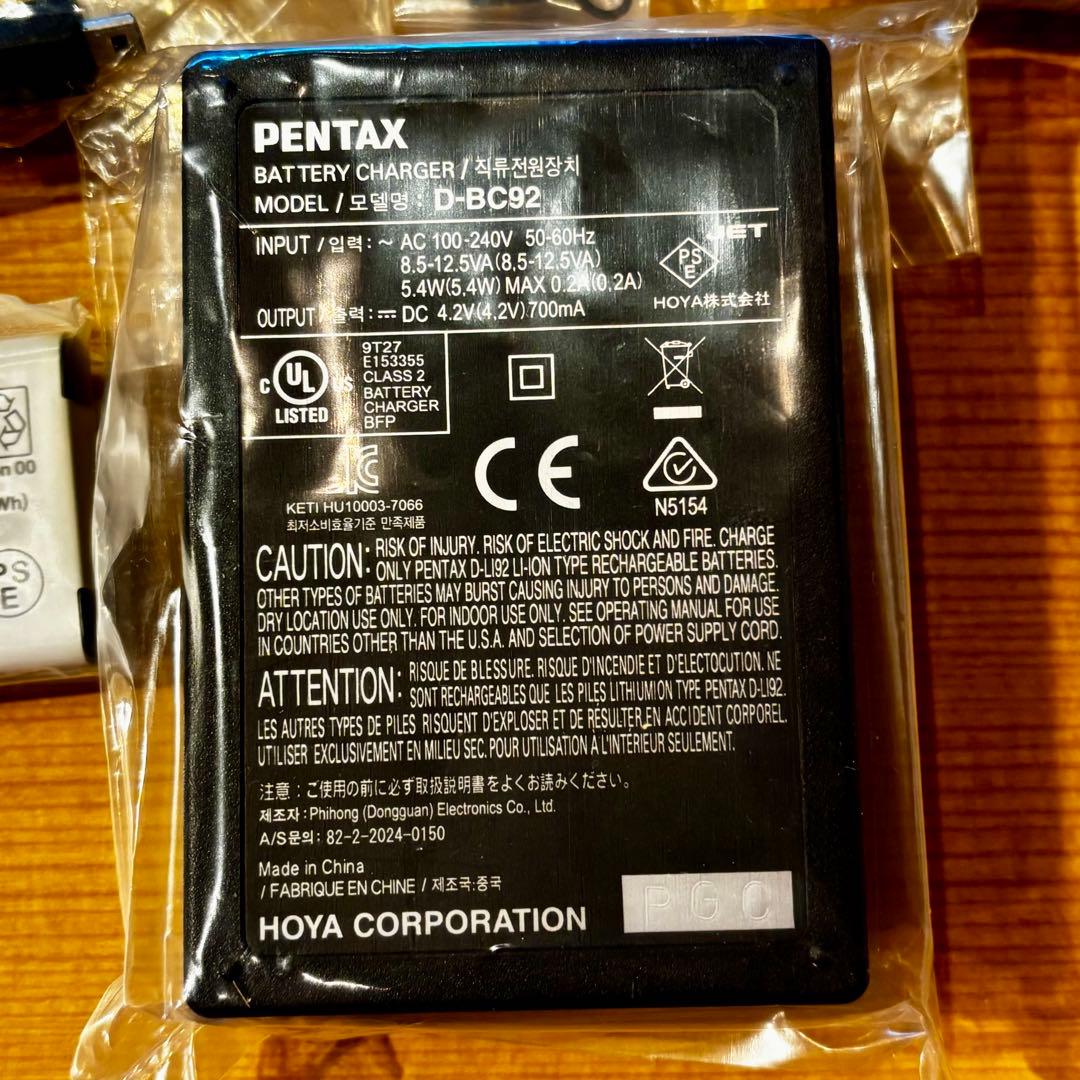 PENTAX
BATTERY CHARGER / 직류전원장치
MODEL / 모델명 : D-BC92
INPUT / 입력 : ~ AC 100-240V 50-60Hz
8.5-12.5VA(8,5-12,5VA)
5.4W(5.4W) MAX 0.2A(0,2A)
OUTPUT / 출력 : ⎓ DC 4.2V(4,2V)700mA
JET
PS
E
HOYA株式会社
C UL US
LISTED
9T27
E153355
CLASS 2
BATTERY
CHARGER
BFP
KETI HU10003-7066
최저소비효율기준 만족제품
CE
N5154
CAUTION: RISK OF INJURY. RISK OF ELECTRIC SHOCK AND FIRE. CHARGE
ONLY PENTAX D-LI92 LI-ION TYPE RECHARGEABLE BATTERIES.
OTHER TYPES OF BATTERIES MAY BURST CAUSING INJURY TO PERSONS AND DAMAGE.
DRY LOCATION USE ONLY. FOR INDOOR USE ONLY. SEE OPERATING MANUAL FOR USE
IN COUNTRIES OTHER THAN THE U.S.A. AND SELECTION OF POWER SUPPLY CORD.
ATTENTION: RISQUE DE BLESSURE. RISQUE D'INCENDIE ET D'ELECTOCUTION. NE
SONT RECHARGEABLES QUE LES PILES LITHIUM ION TYPE PENTAX D-LI92.
LES AUTRES TYPES DE PILES RISQUENT D'EXPLOSER ET DE RÉSULTER EN ACCIDENT CORPOREL.
UTILISER EXCLUSIVEMENT EN MILIEU SEC. POUR UTILISATION À L'INTÉRIEUR SEULEMENT.
注意 : ご使用の前に必ず取扱説明書をよくお読みください。
제조자 : Phihong (Dongguan) Electronics Co., Ltd.
A/S문의 : 82-2-2024-0150
Made in China
/ FABRIQUE EN CHINE / 제조국:중국
HOYA CORPORATION
PGC
n 00
Wh)
PS
E